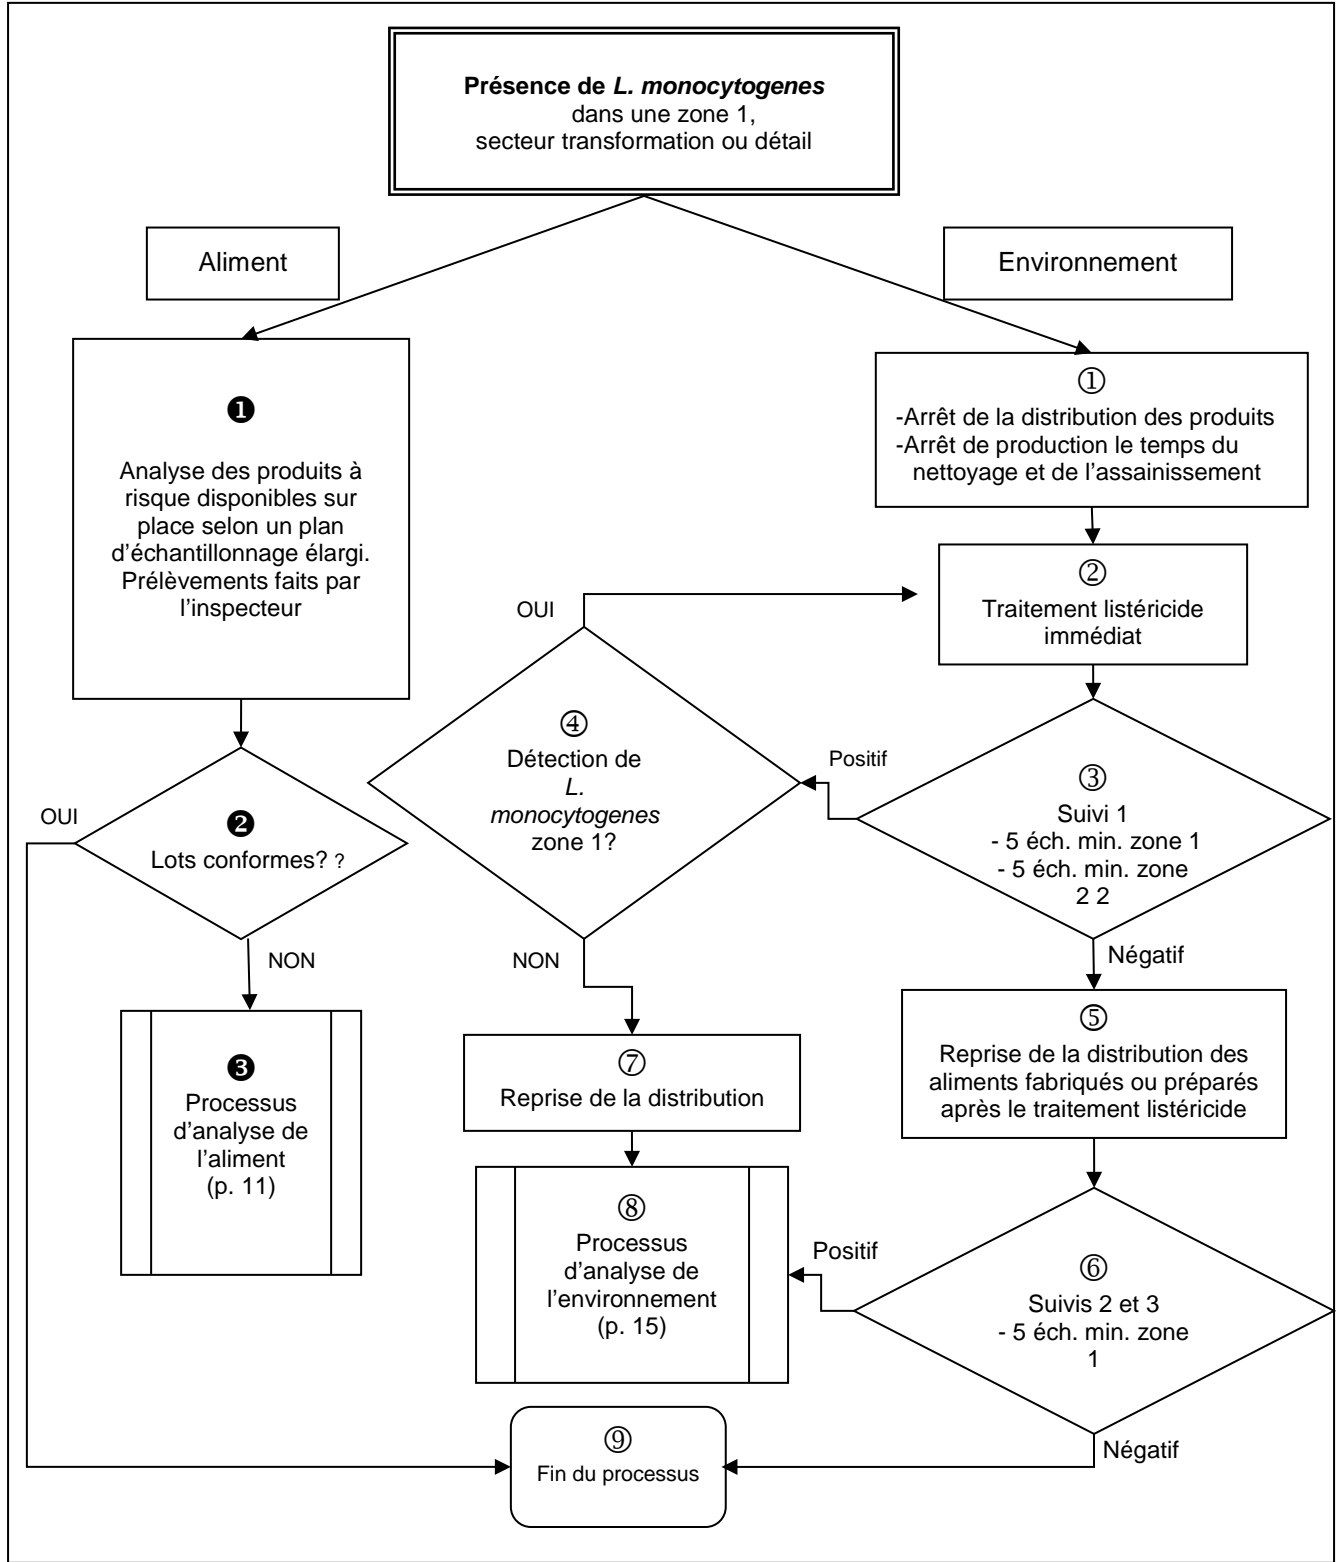 Présence de L. monocytogenes
dans une zone 1,
secteur transformation ou détail
Aliment
Environnement
❶
Analyse des produits à
risque disponibles sur
place selon un plan
d'échantillonnage élargi.
Prélèvements faits par
l'inspecteur
①
-Arrêt de la distribution des produits
-Arrêt de production le temps du
nettoyage et de l'assainissement
②
Traitement listéricide
immédiat
OUI
④
Détection de
L.
monocytogenes
zone 1?
Positif
③
Suivi 1
- 5 éch. min. zone 1
- 5 éch. min. zone
2 2
OUI
❷
Lots conformes? ?
NON
NON
Négatif
❸
Processus
d'analyse de
l'aliment
(p. 11)
⑦
Reprise de la distribution
⑤
Reprise de la distribution des
aliments fabriqués ou préparés
après le traitement listéricide
⑧
Processus
d'analyse de
l'environnement
(p. 15)
Positif
⑥
Suivis 2 et 3
- 5 éch. min. zone
1
Négatif
⑨
Fin du processus